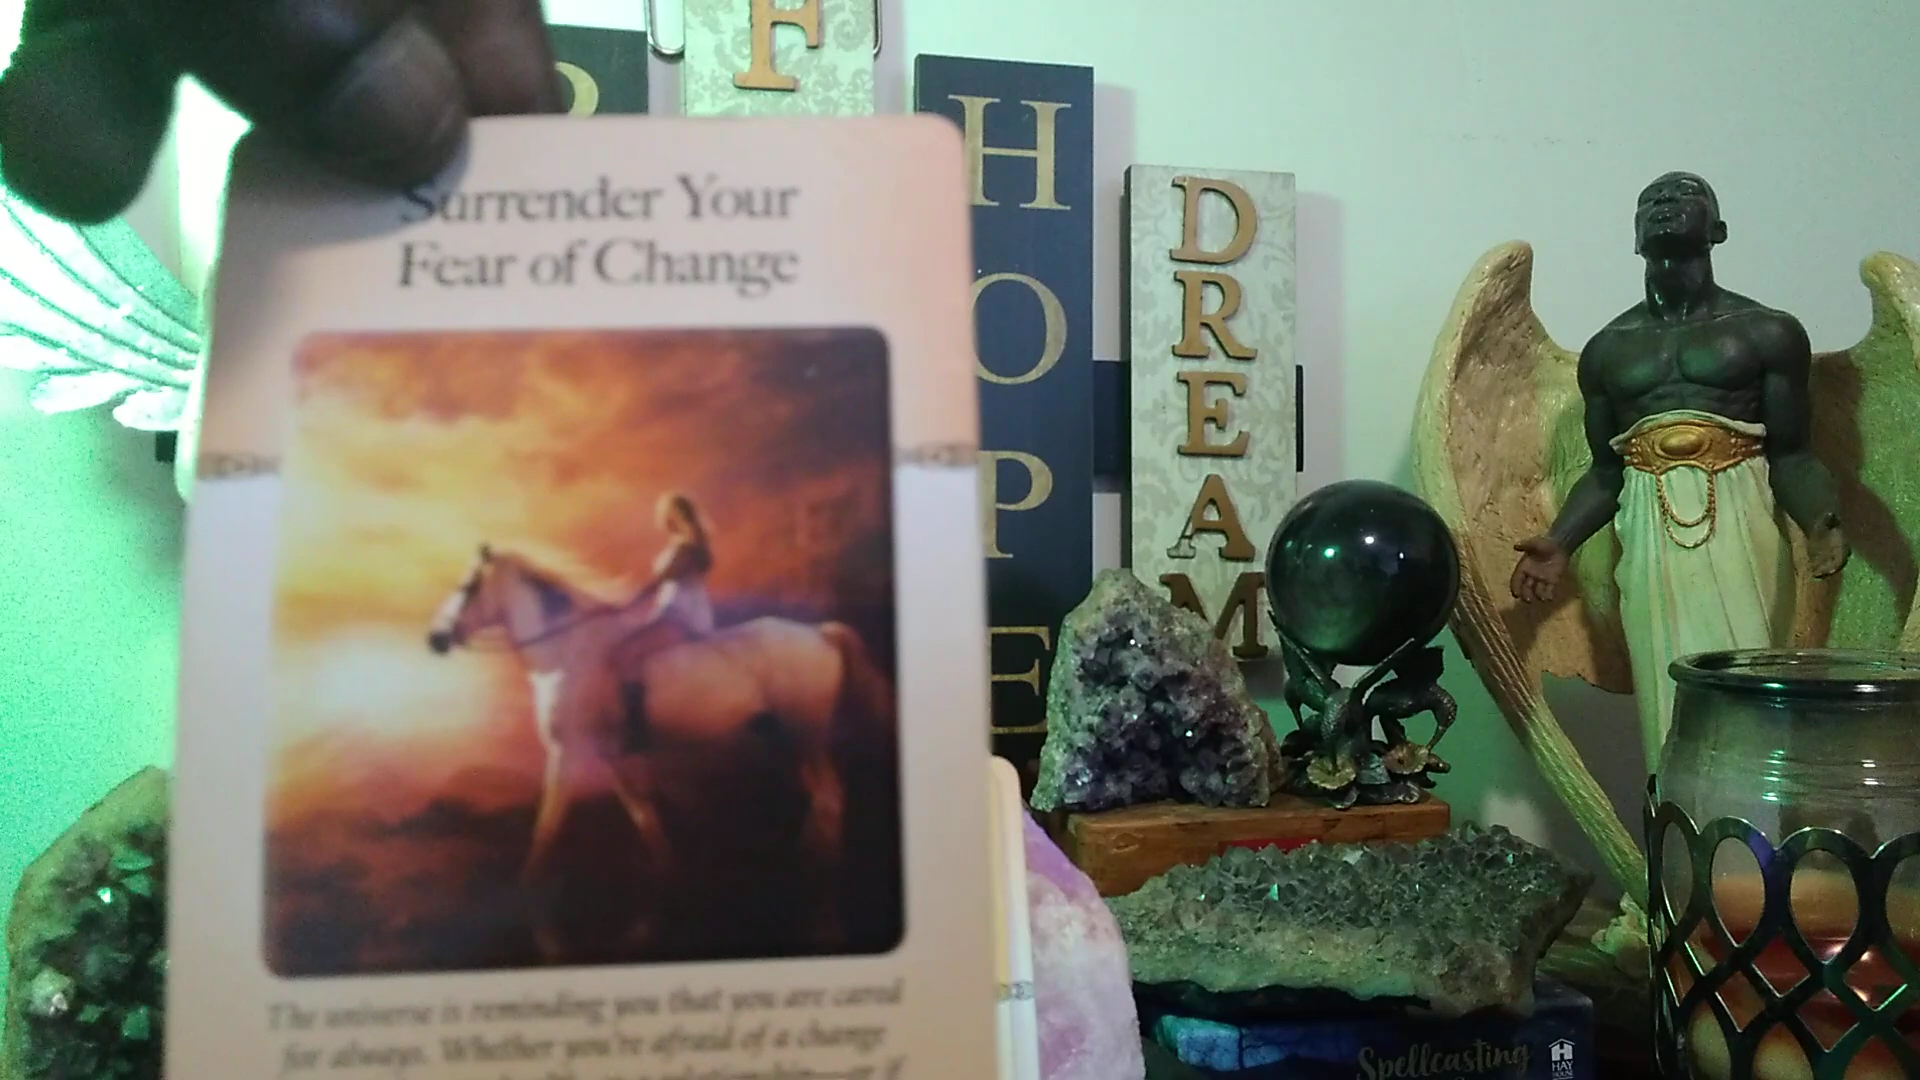 Surrender Your
Fear of Change
The universe is reminding you that you are cared
for always. Whether you're afraid of a change
F
HOPE
DREAM
Spellcasting
HAY
HOUSE